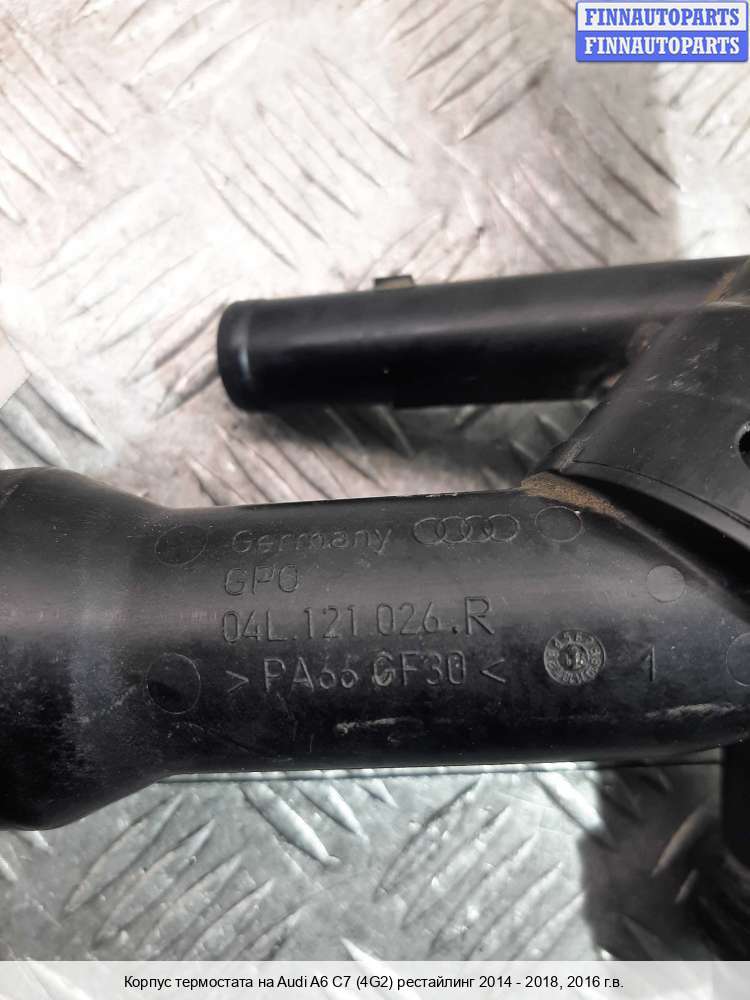 FINNAUTOPARTS
FINNAUTOPARTS
Germany
GPO
04L.121 026.R
>PA66 GF30< 1
Корпус термостата на Audi A6 C7 (4G2) рестайлинг 2014 - 2018, 2016 г.в.